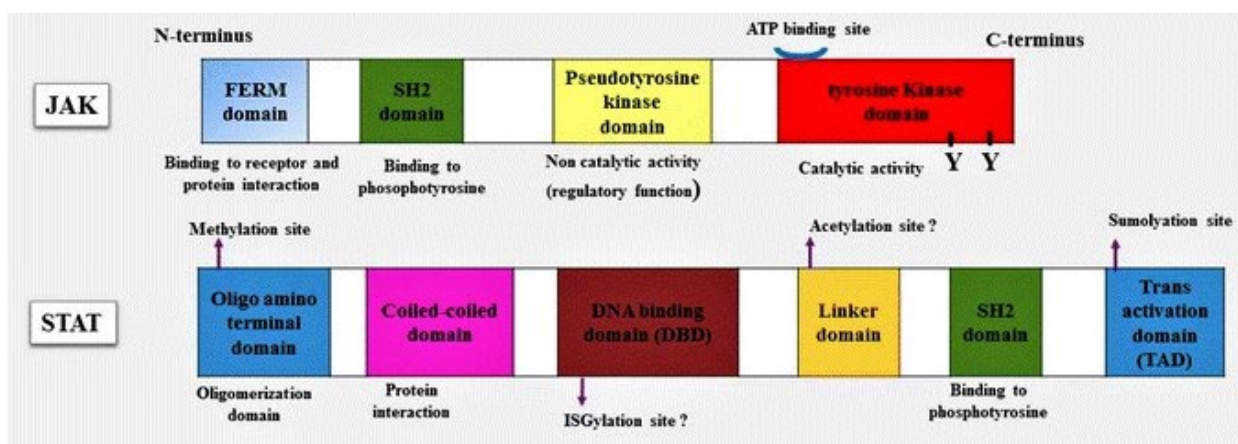 ATP binding site
N-terminus
C-terminus
JAK
FERM
domain
SH2
domain
Pseudotyrosine
kinase
domain
tyrosine Kinase
domain
Y Y
Binding to receptor and
protein interaction
Binding to
phosophotyrosine
Non catalytic activity
(regulatory function)
Catalytic activity
Methylation site
Acetylation site ?
Sumolyation site
STAT
Oligo amino
terminal
domain
Coiled-coiled
domain
DNA binding
domain (DBD)
Linker
domain
SH2
domain
Trans
activation
domain
(TAD)
Oligomerization
domain
Protein
interaction
ISGylation site ?
Binding to
phosphotyrosine